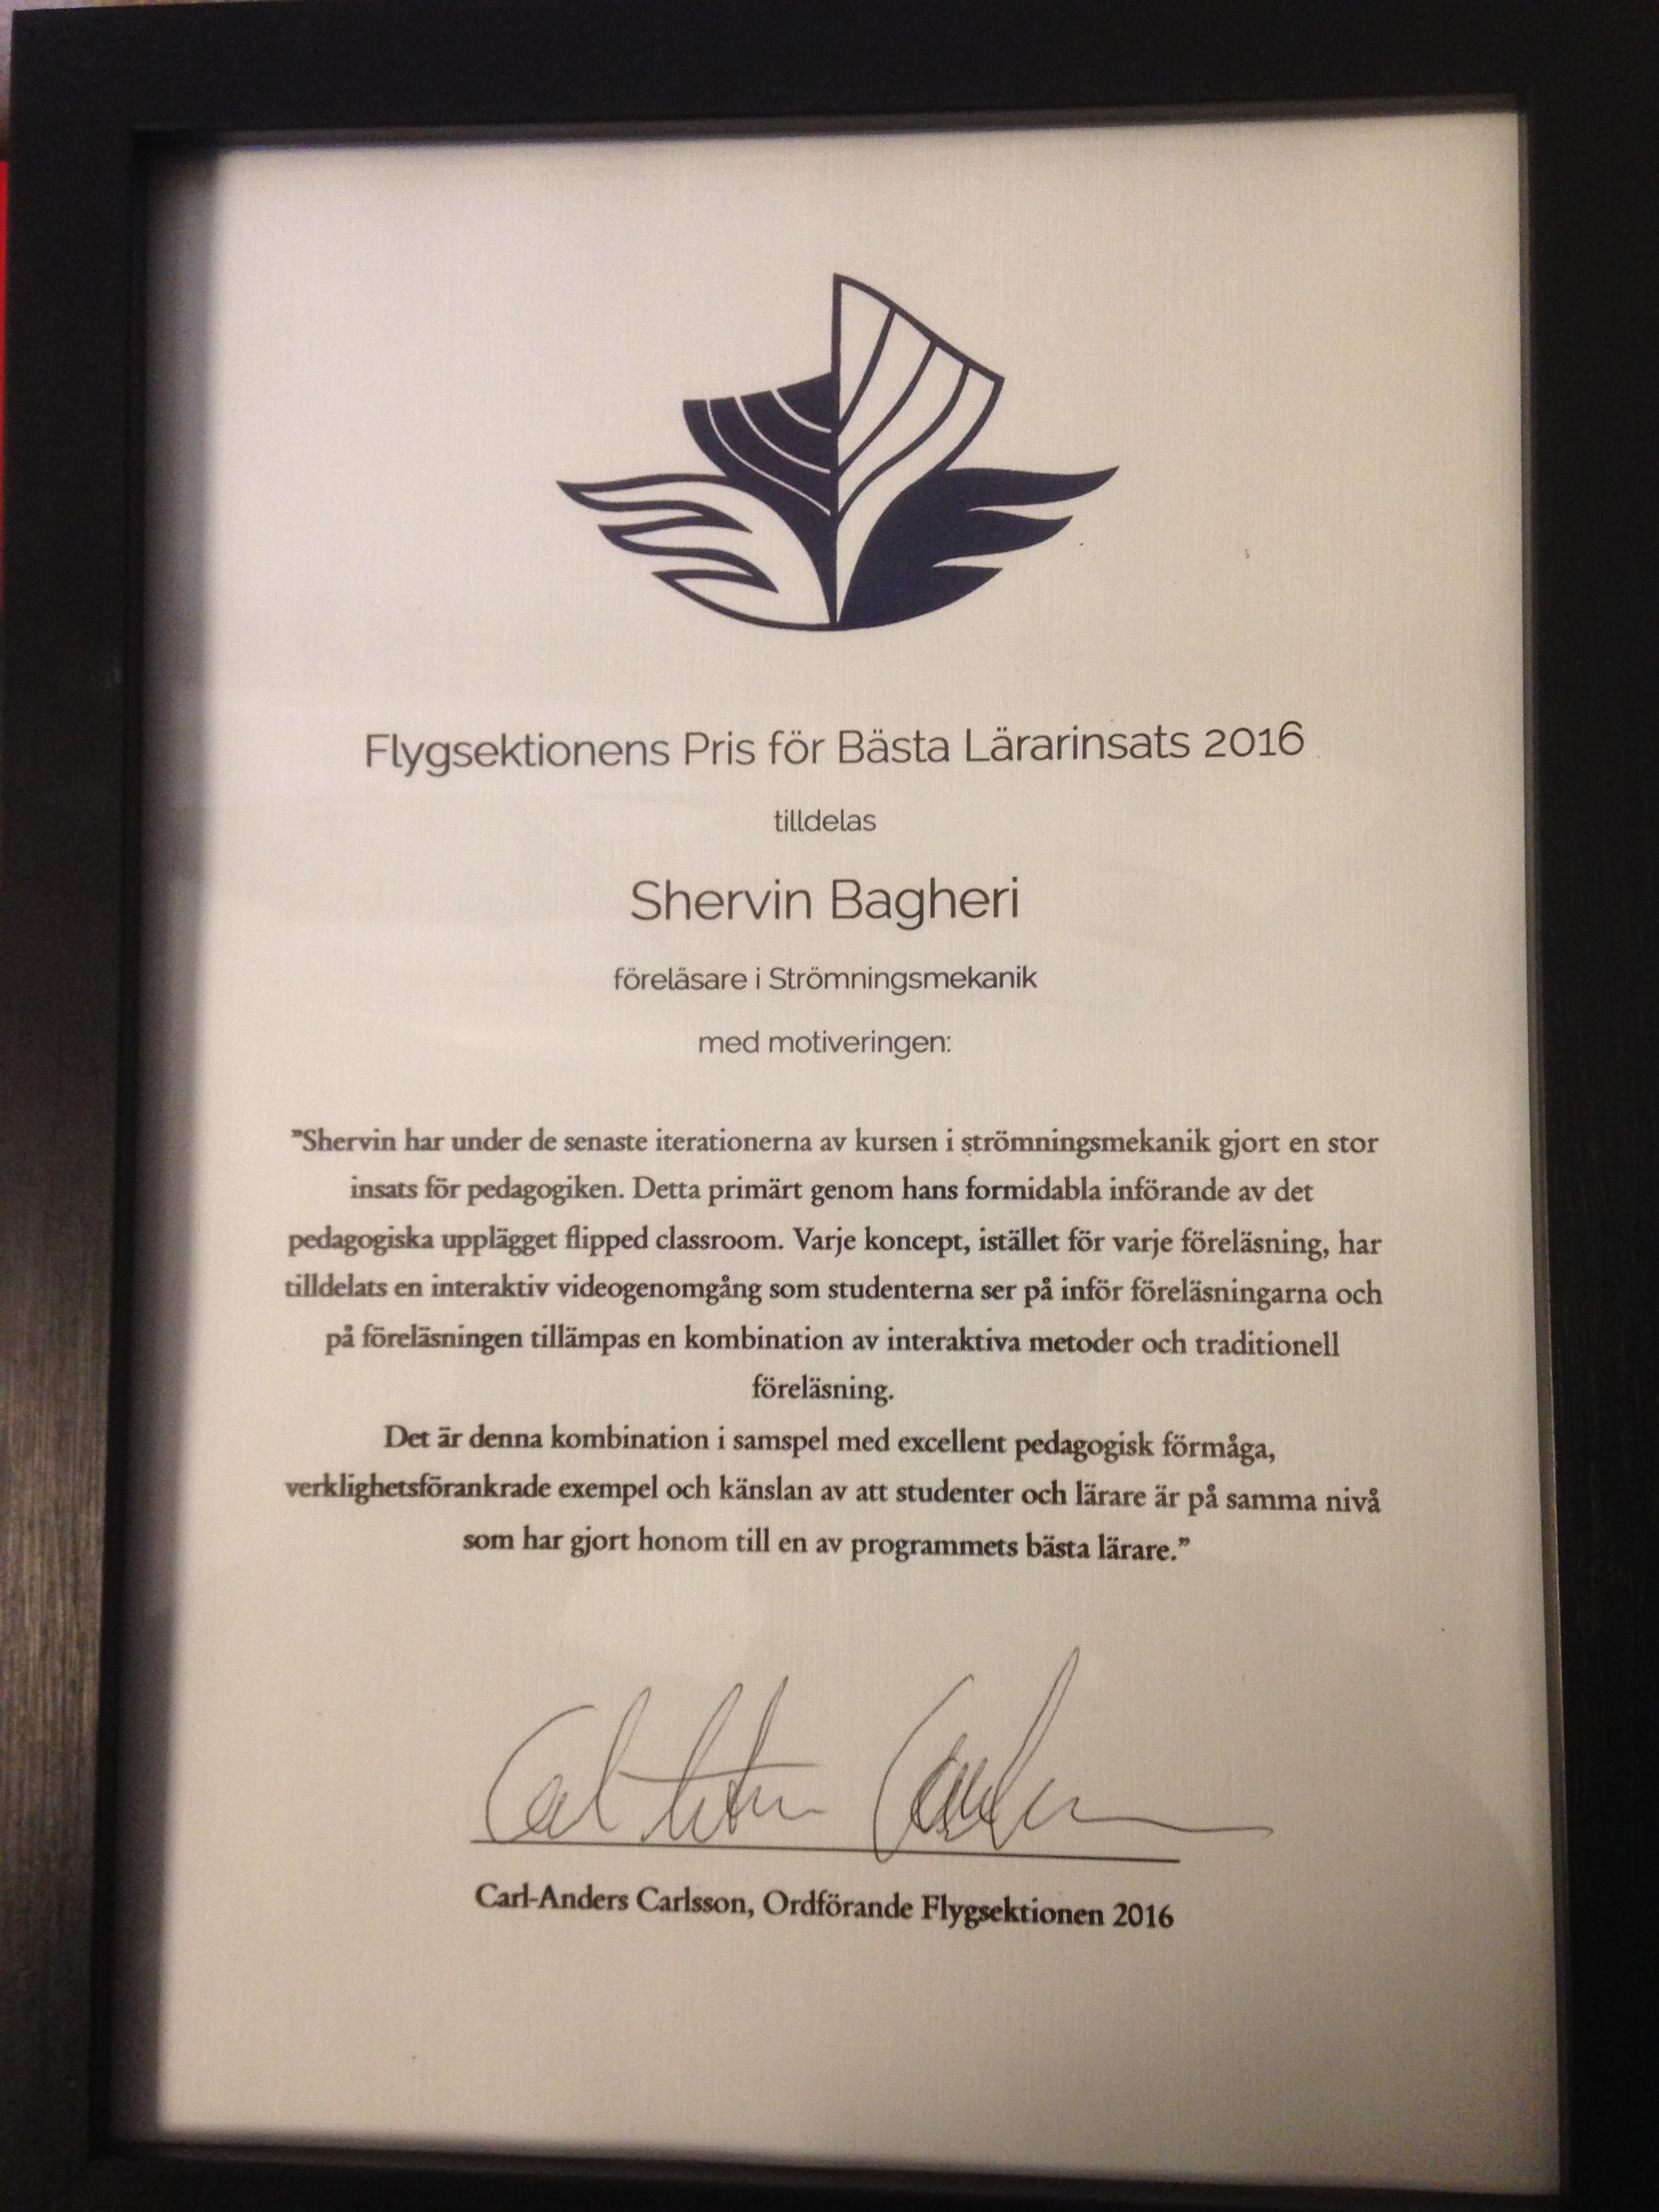 Flygsektionens Pris för Bästa Lärarinsats 2016
tilldelas
Shervin Bagheri
föreläsare i Strömningsmekanik
med motiveringen:
”Shervin har under de senaste iterationerna av kursen i strömningsmekanik gjort en stor
insats för pedagogiken. Detta primärt genom hans formidabla införande av det
pedagogiska upplägget flipped classroom. Varje koncept, istället för varje föreläsning, har
tilldelats en interaktiv videogenomgång som studenterna ser på inför föreläsningarna och
på föreläsningen tillämpas en kombination av interaktiva metoder och traditionell
föreläsning.
Det är denna kombination i samspel med excellent pedagogisk förmåga,
verklighetsförankrade exempel och känslan av att studenter och lärare är på samma nivå
som har gjort honom till en av programmets bästa lärare.”
Carl-Anders Carlsson, Ordförande Flygsektionen 2016